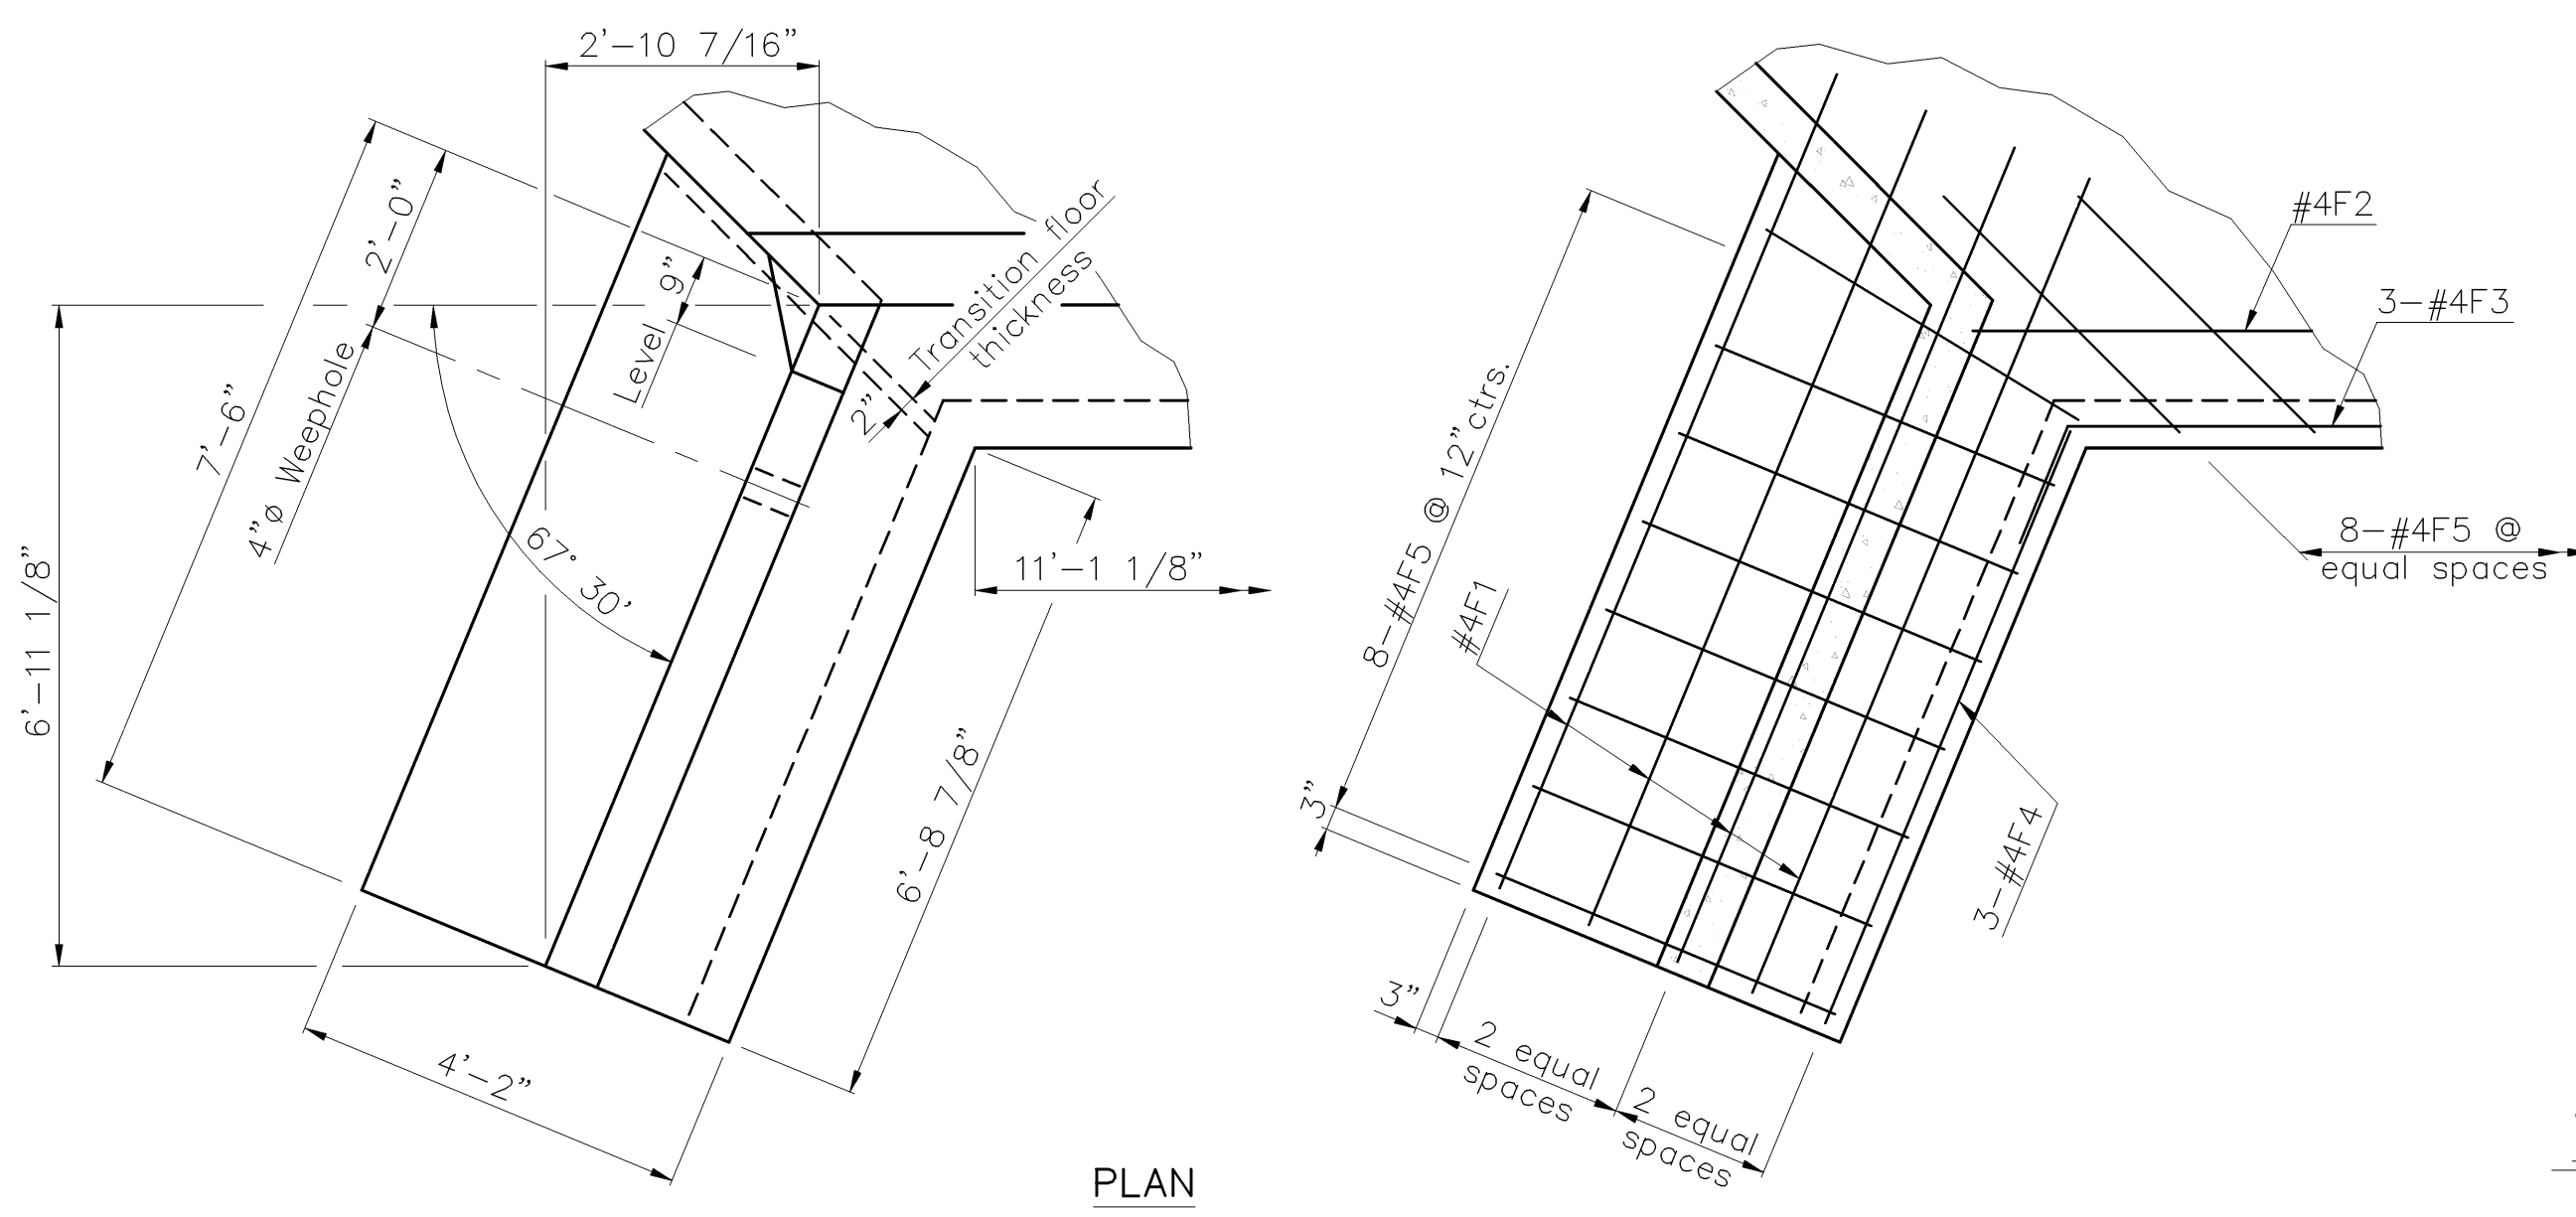 2'-10 7/16"
2'-0"
7'-6"
4"ø Weephole
Level 9"
Transition floor
thickness
2"
67° 30'
6'-11 1/8"
11'-1 1/8"
6'-8 7/8"
4'-2"
PLAN
#4F2
3-#4F3
8-#4F5 @ 12" ctrs.
#4F1
8-#4F5 @
equal spaces
3-#4F4
3"
3"
2 equal
spaces
2 equal
spaces